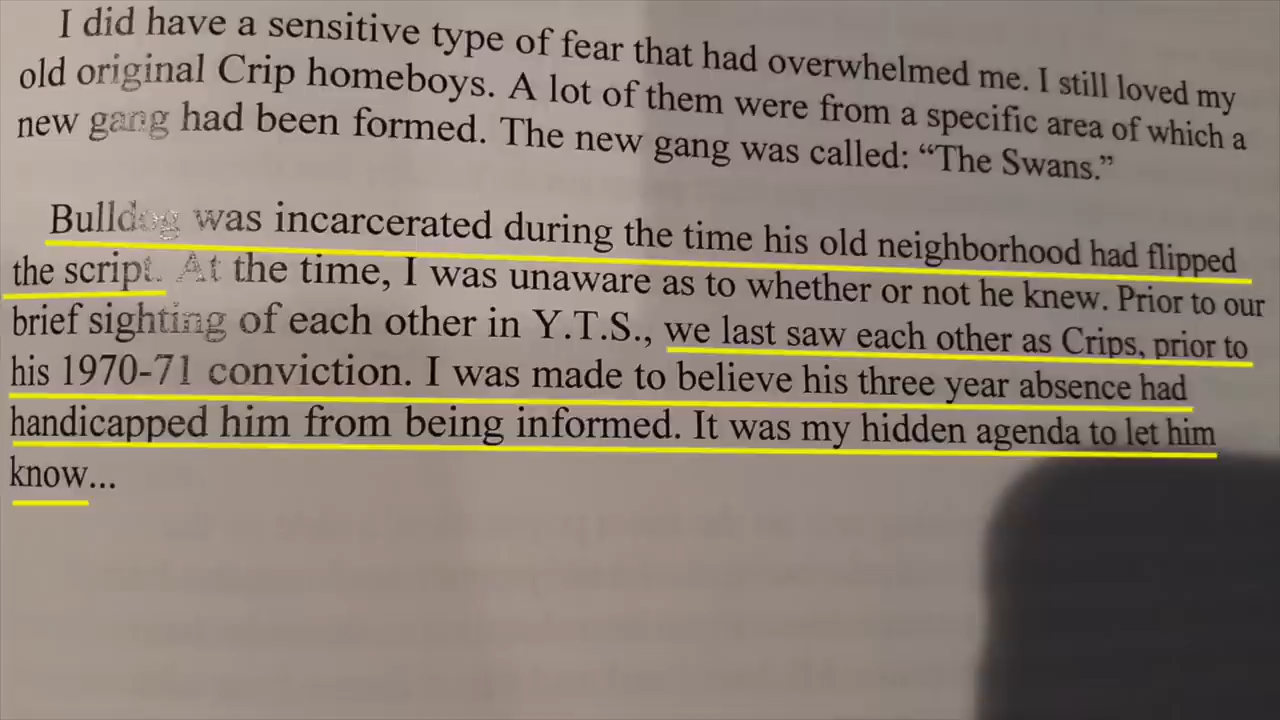 I did have a sensitive type of fear that had overwhelmed me. I still loved my
old original Crip homeboys. A lot of them were from a specific area of which a
new gang had been formed. The new gang was called: “The Swans.”
Bulldog was incarcerated during the time his old neighborhood had flipped
the script. At the time, I was unaware as to whether or not he knew. Prior to our
brief sighting of each other in Y.T.S., we last saw each other as Crips, prior to
his 1970-71 conviction. I was made to believe his three year absence had
handicapped him from being informed. It was my hidden agenda to let him
know...